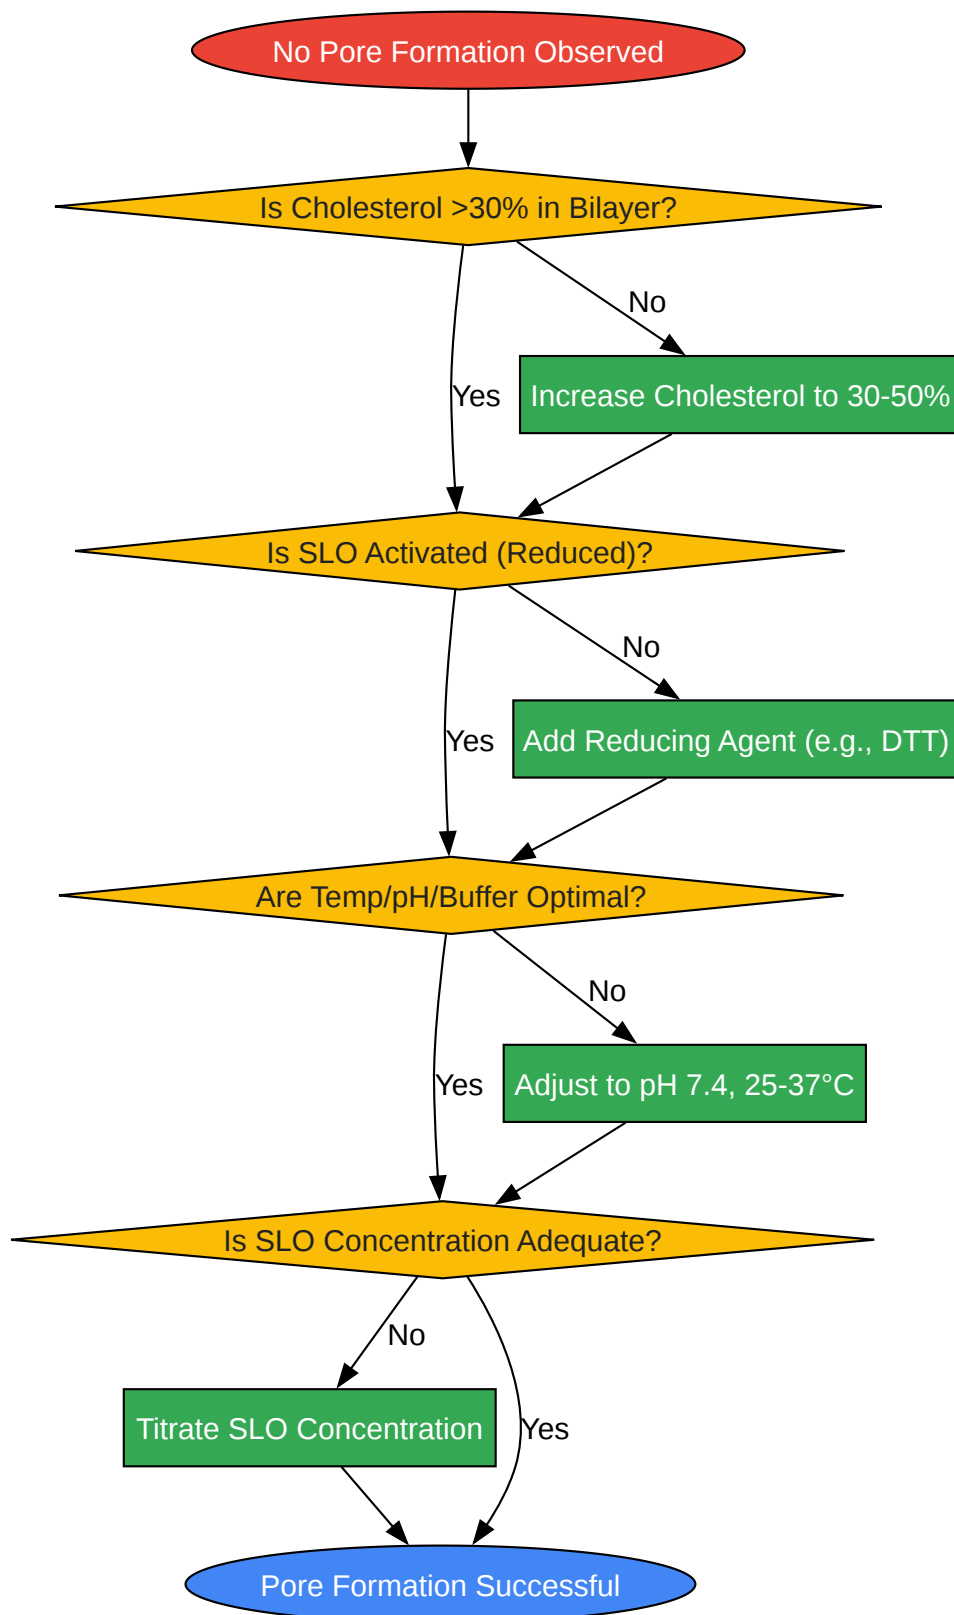 No Pore Formation Observed
Is Cholesterol >30% in Bilayer?
No
Increase Cholesterol to 30-50%
Yes
Is SLO Activated (Reduced)?
No
Add Reducing Agent (e.g., DTT)
Yes
Are Temp/pH/Buffer Optimal?
No
Adjust to pH 7.4, 25-37°C
Yes
Is SLO Concentration Adequate?
No
Titrate SLO Concentration
Yes
Pore Formation Successful